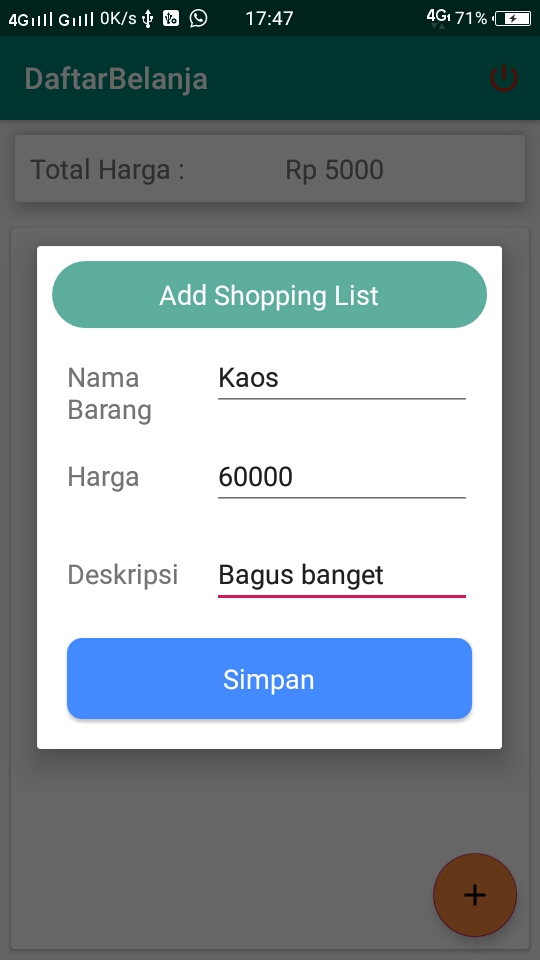 4G G 0K/s 17:47 4G 71%
DaftarBelanja
Total Harga : Rp 5000
Add Shopping List
Nama Barang Kaos
Harga 60000
Deskripsi Bagus banget
Simpan
+